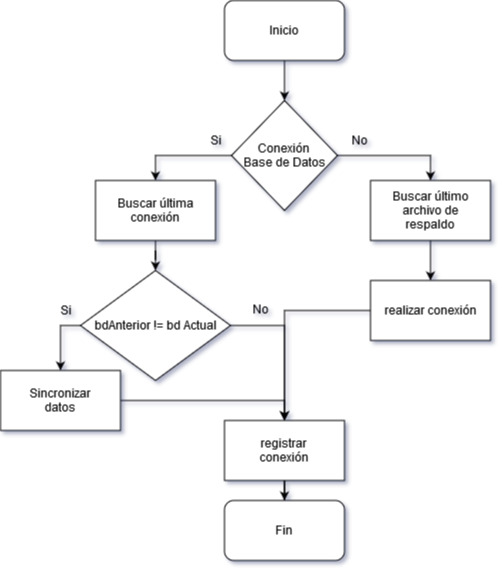 Inicio
Conexión
Base de Datos
Si
No
Buscar última
conexión
Buscar último
archivo de
respaldo
bdAnterior != bd Actual
Si
No
realizar conexión
Sincronizar
datos
registrar
conexión
Fin